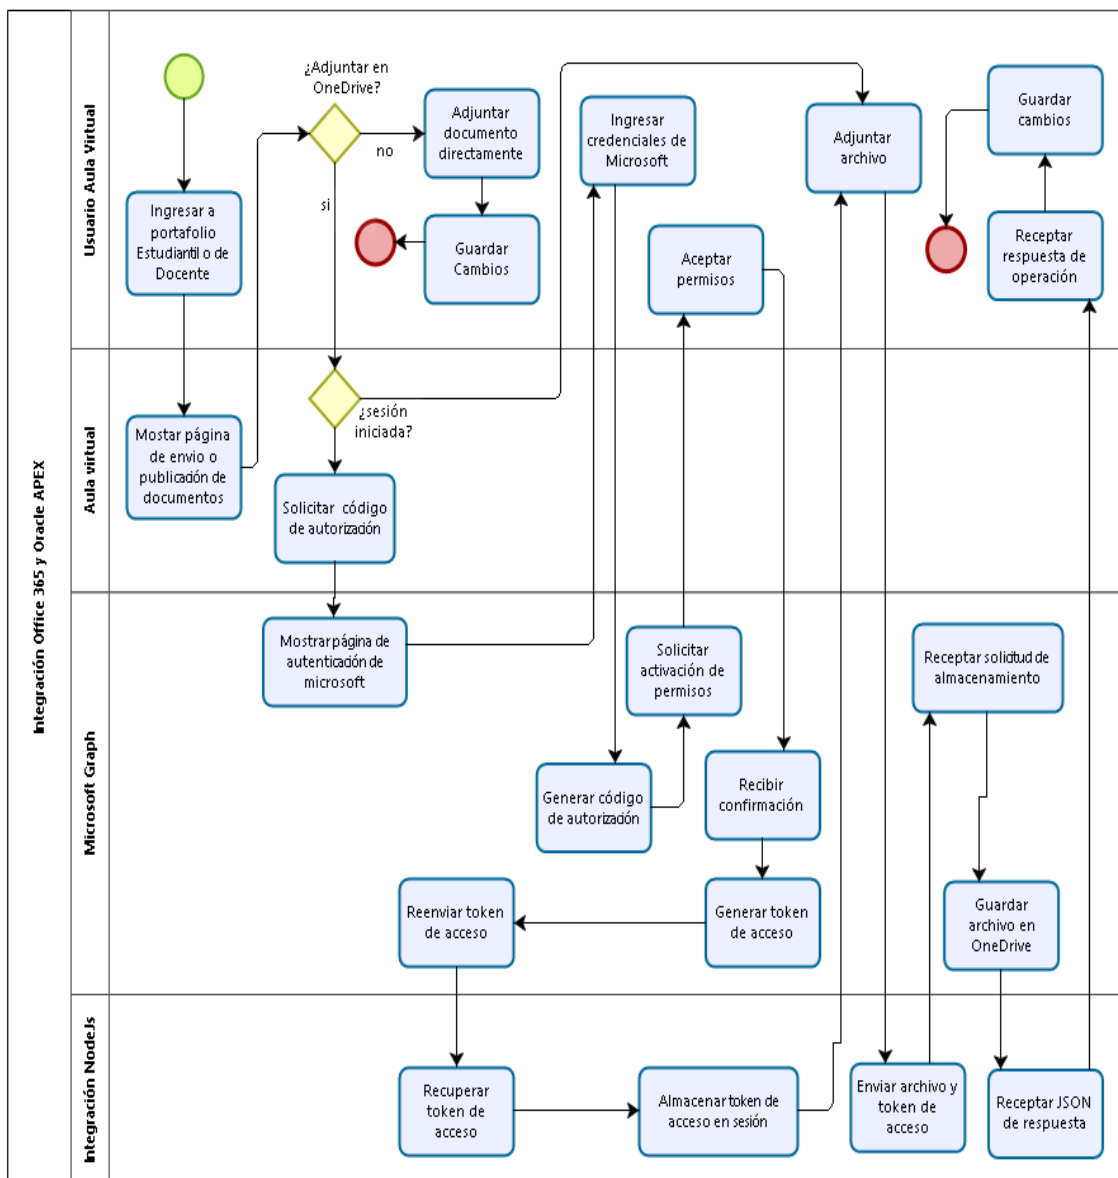 Integración Office 365 y Oracle APEX
Usuario Aula Virtual
¿Adjuntar en
OneDrive?
no
si
Adjuntar
documento
directamente
Guardar
Cambios
Ingresar a
portafolio
Estudiantil o de
Docente
Ingresar
credenciales de
Microsoft
Aceptar
permisos
Adjuntar
archivo
Guardar
cambios
Receptar
respuesta de
operación
Aula virtual
Mostar página
de envio o
publicación de
documentos
¿sesión
iniciada?
Solicitar código
de autorización
Microsoft Graph
Mostrar página de
autenticación de
microsoft
Solicitar
activación de
permisos
Receptar solicitud de
almacenamiento
Generar código
de autorización
Recibir
confirmación
Reenviar token
de acceso
Generar token
de acceso
Guardar
archivo en
OneDrive
Integración NodeJs
Recuperar
token de
acceso
Almacenar token de
acceso en sesión
Enviar archivo y
token de
acceso
Receptar JSON
de respuesta